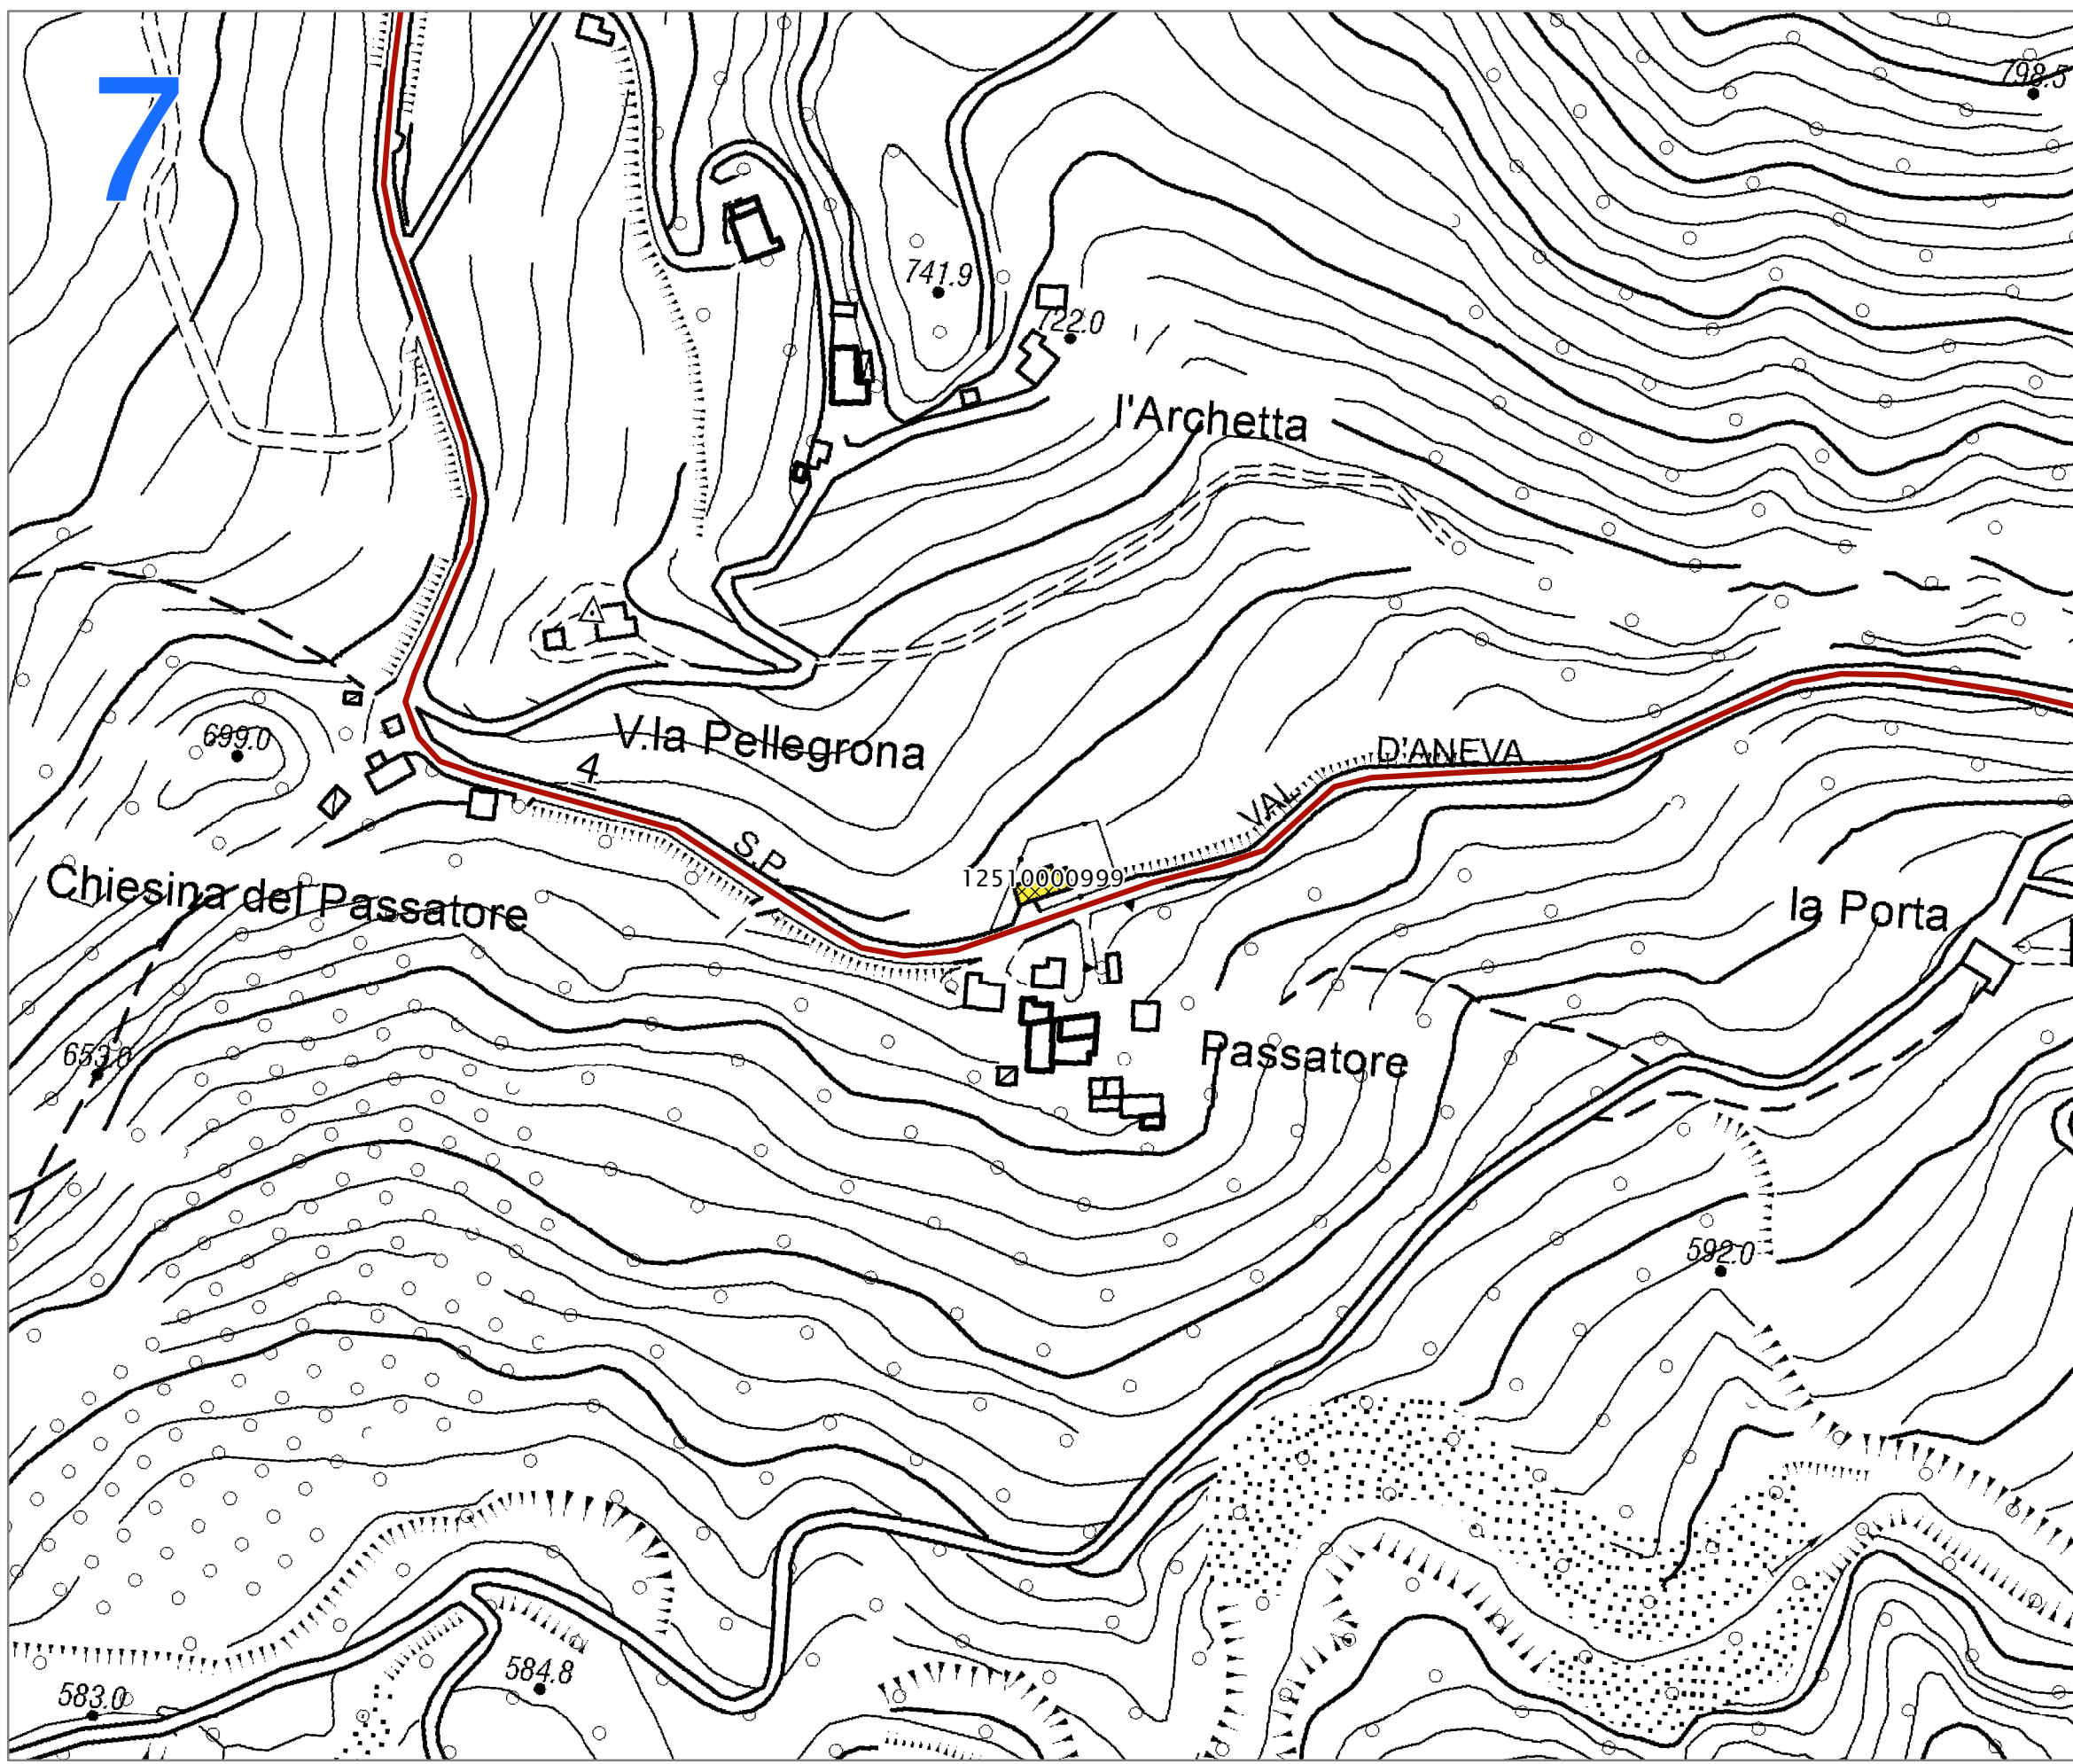 7
798.5
741.9
722.0
l'Archetta
699.0
V.la Pellegrona
4
D'ANEVA
VAL
S.P.
12510000999
Chiesina del Passatore
la Porta
653.0
Passatore
592.0
584.8
583.0